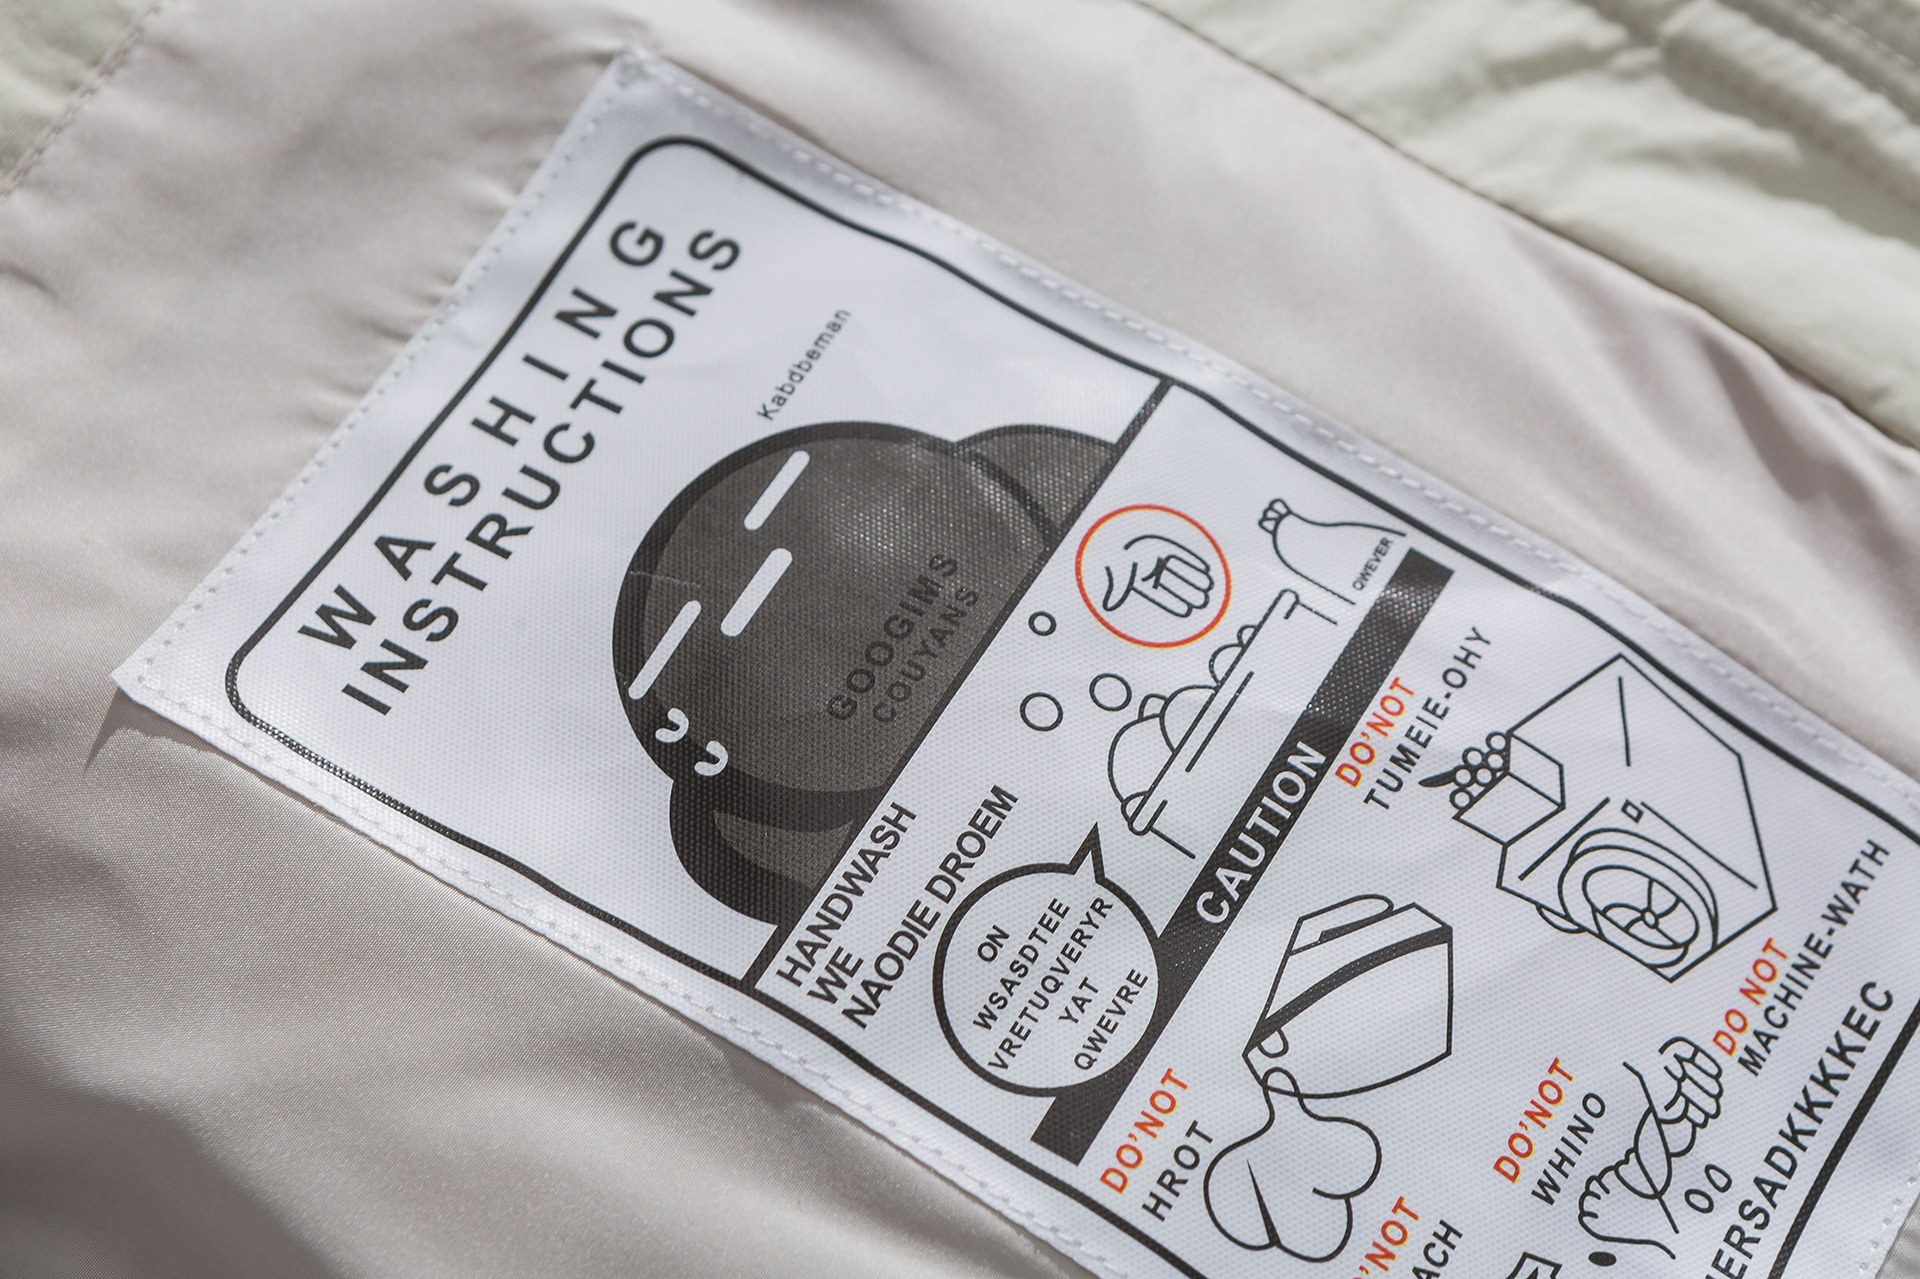 WASHING
INSTRUCTIONS
Kabdbeman
GOOGIMS
COUYANS
HANDWASH
WE
NAODIE DROEM
QWEVER
ON
WSASDTEE
VRETUQVERYR
YAT
QWEVRE
CAUTION
DO'NOT
TUMEIE-OHY
DO NOT
MACHINE-WATH
DO'NOT
HROT
DO'NOT
WHINO